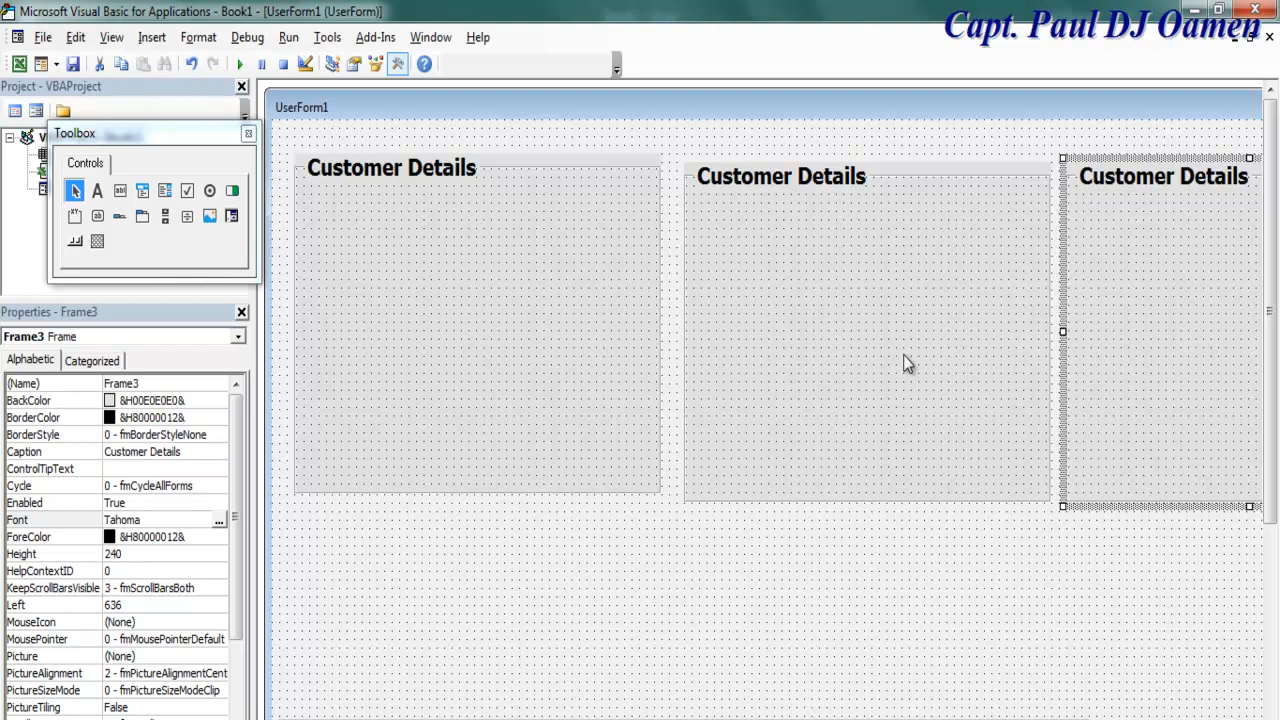 Microsoft Visual Basic for Applications - Book1 - [UserForm1 (UserForm)]
Capt. Paul DJ Oamen
File Edit View Insert Format Debug Run Tools Add-Ins Window Help
Project - VBAProject
UserForm1
Toolbox
Controls
Customer Details
Customer Details
Customer Details
Properties - Frame3
Frame3 Frame
Alphabetic Categorized
(Name) Frame3
BackColor &H00E0E0E0&
BorderColor &H80000012&
BorderStyle 0 - fmBorderStyleNone
Caption Customer Details
ControlTipText
Cycle 0 - fmCycleAllForms
Enabled True
Font Tahoma ...
ForeColor &H80000012&
Height 240
HelpContextID 0
KeepScrollBarsVisible 3 - fmScrollBarsBoth
Left 636
MouseIcon (None)
MousePointer 0 - fmMousePointerDefault
Picture (None)
PictureAlignment 2 - fmPictureAlignmentCent
PictureSizeMode 0 - fmPictureSizeModeClip
PictureTiling False